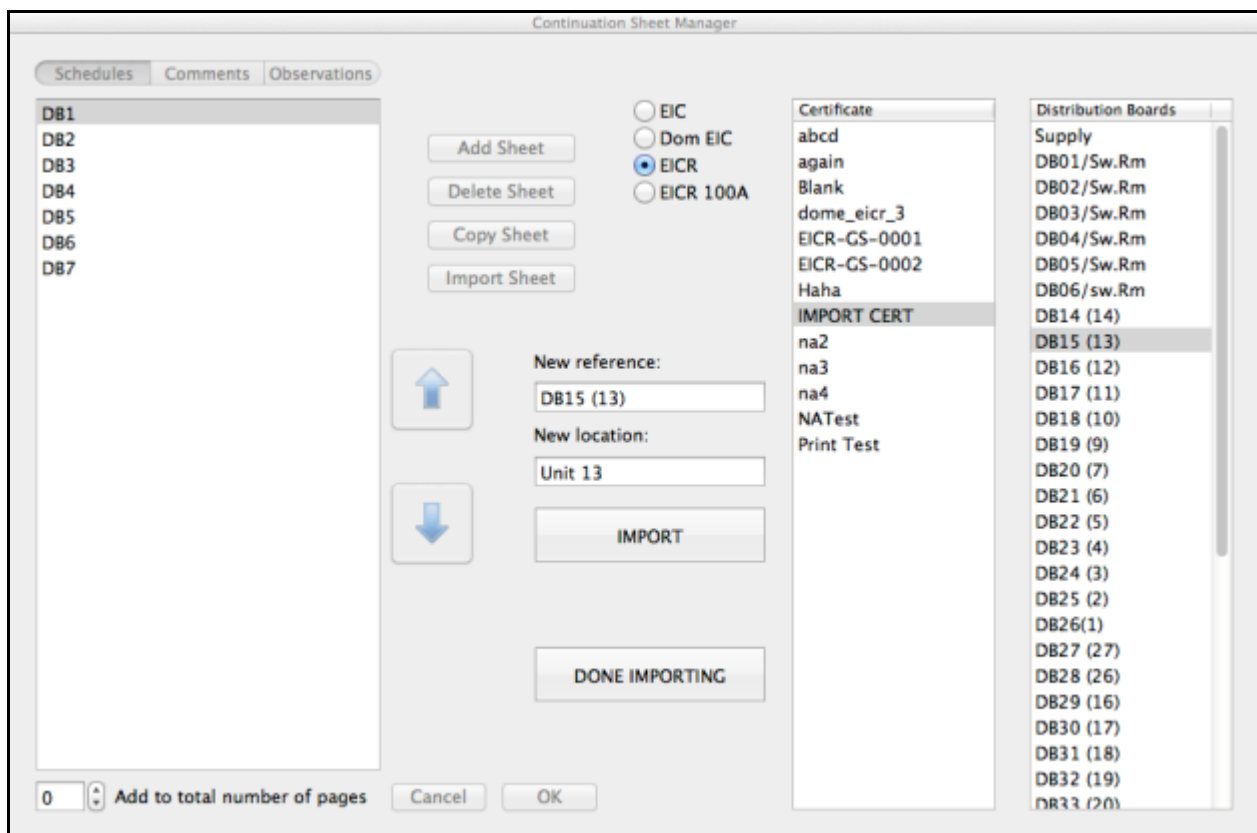 Continuation Sheet Manager
Schedules Comments Observations
DB1
DB2
DB3
DB4
DB5
DB6
DB7
0 Add to total number of pages
Add Sheet
Delete Sheet
Copy Sheet
Import Sheet
EIC
Dom EIC
EICR
EICR 100A
New reference:
DB15 (13)
New location:
Unit 13
IMPORT
DONE IMPORTING
Cancel OK
Certificate
abcd
again
Blank
dome_eicr_3
EICR-GS-0001
EICR-GS-0002
Haha
IMPORT CERT
na2
na3
na4
NATest
Print Test
Distribution Boards
Supply
DB01/Sw.Rm
DB02/Sw.Rm
DB03/Sw.Rm
DB04/Sw.Rm
DB05/Sw.Rm
DB06/sw.Rm
DB14 (14)
DB15 (13)
DB16 (12)
DB17 (11)
DB18 (10)
DB19 (9)
DB20 (7)
DB21 (6)
DB22 (5)
DB23 (4)
DB24 (3)
DB25 (2)
DB26(1)
DB27 (27)
DB28 (26)
DB29 (16)
DB30 (17)
DB31 (18)
DB32 (19)
DB33 (20)